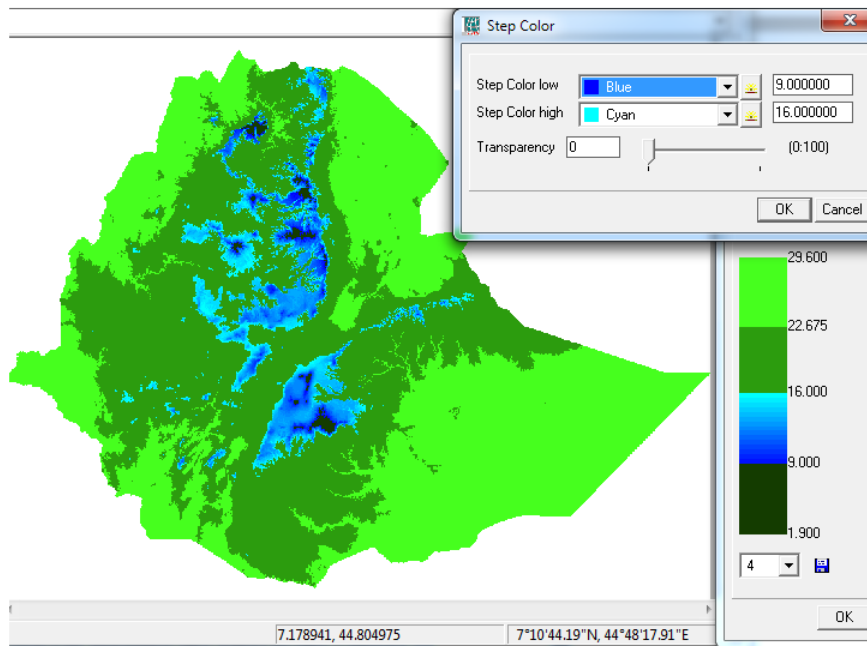 Step Color
Step Color low Blue 9.000000
Step Color high Cyan 16.000000
Transparency 0 (0:100)
OK Cancel
29.600
22.675
16.000
9.000
1.900
4
OK
7.178941, 44.804975 7°10'44.19"N, 44°48'17.91"E